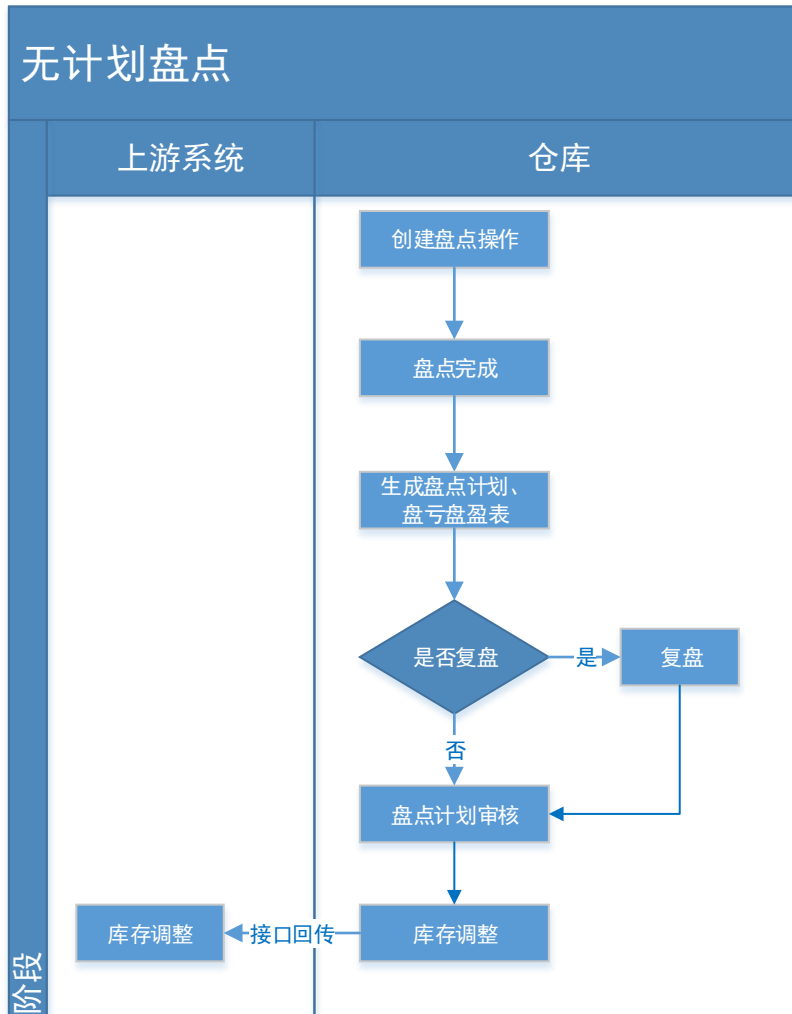 无计划盘点
上游系统
仓库
创建盘点操作
盘点完成
生成盘点计划、
盘亏盘盈表
是否复盘
是
复盘
否
盘点计划审核
库存调整
接口回传
库存调整
阶段